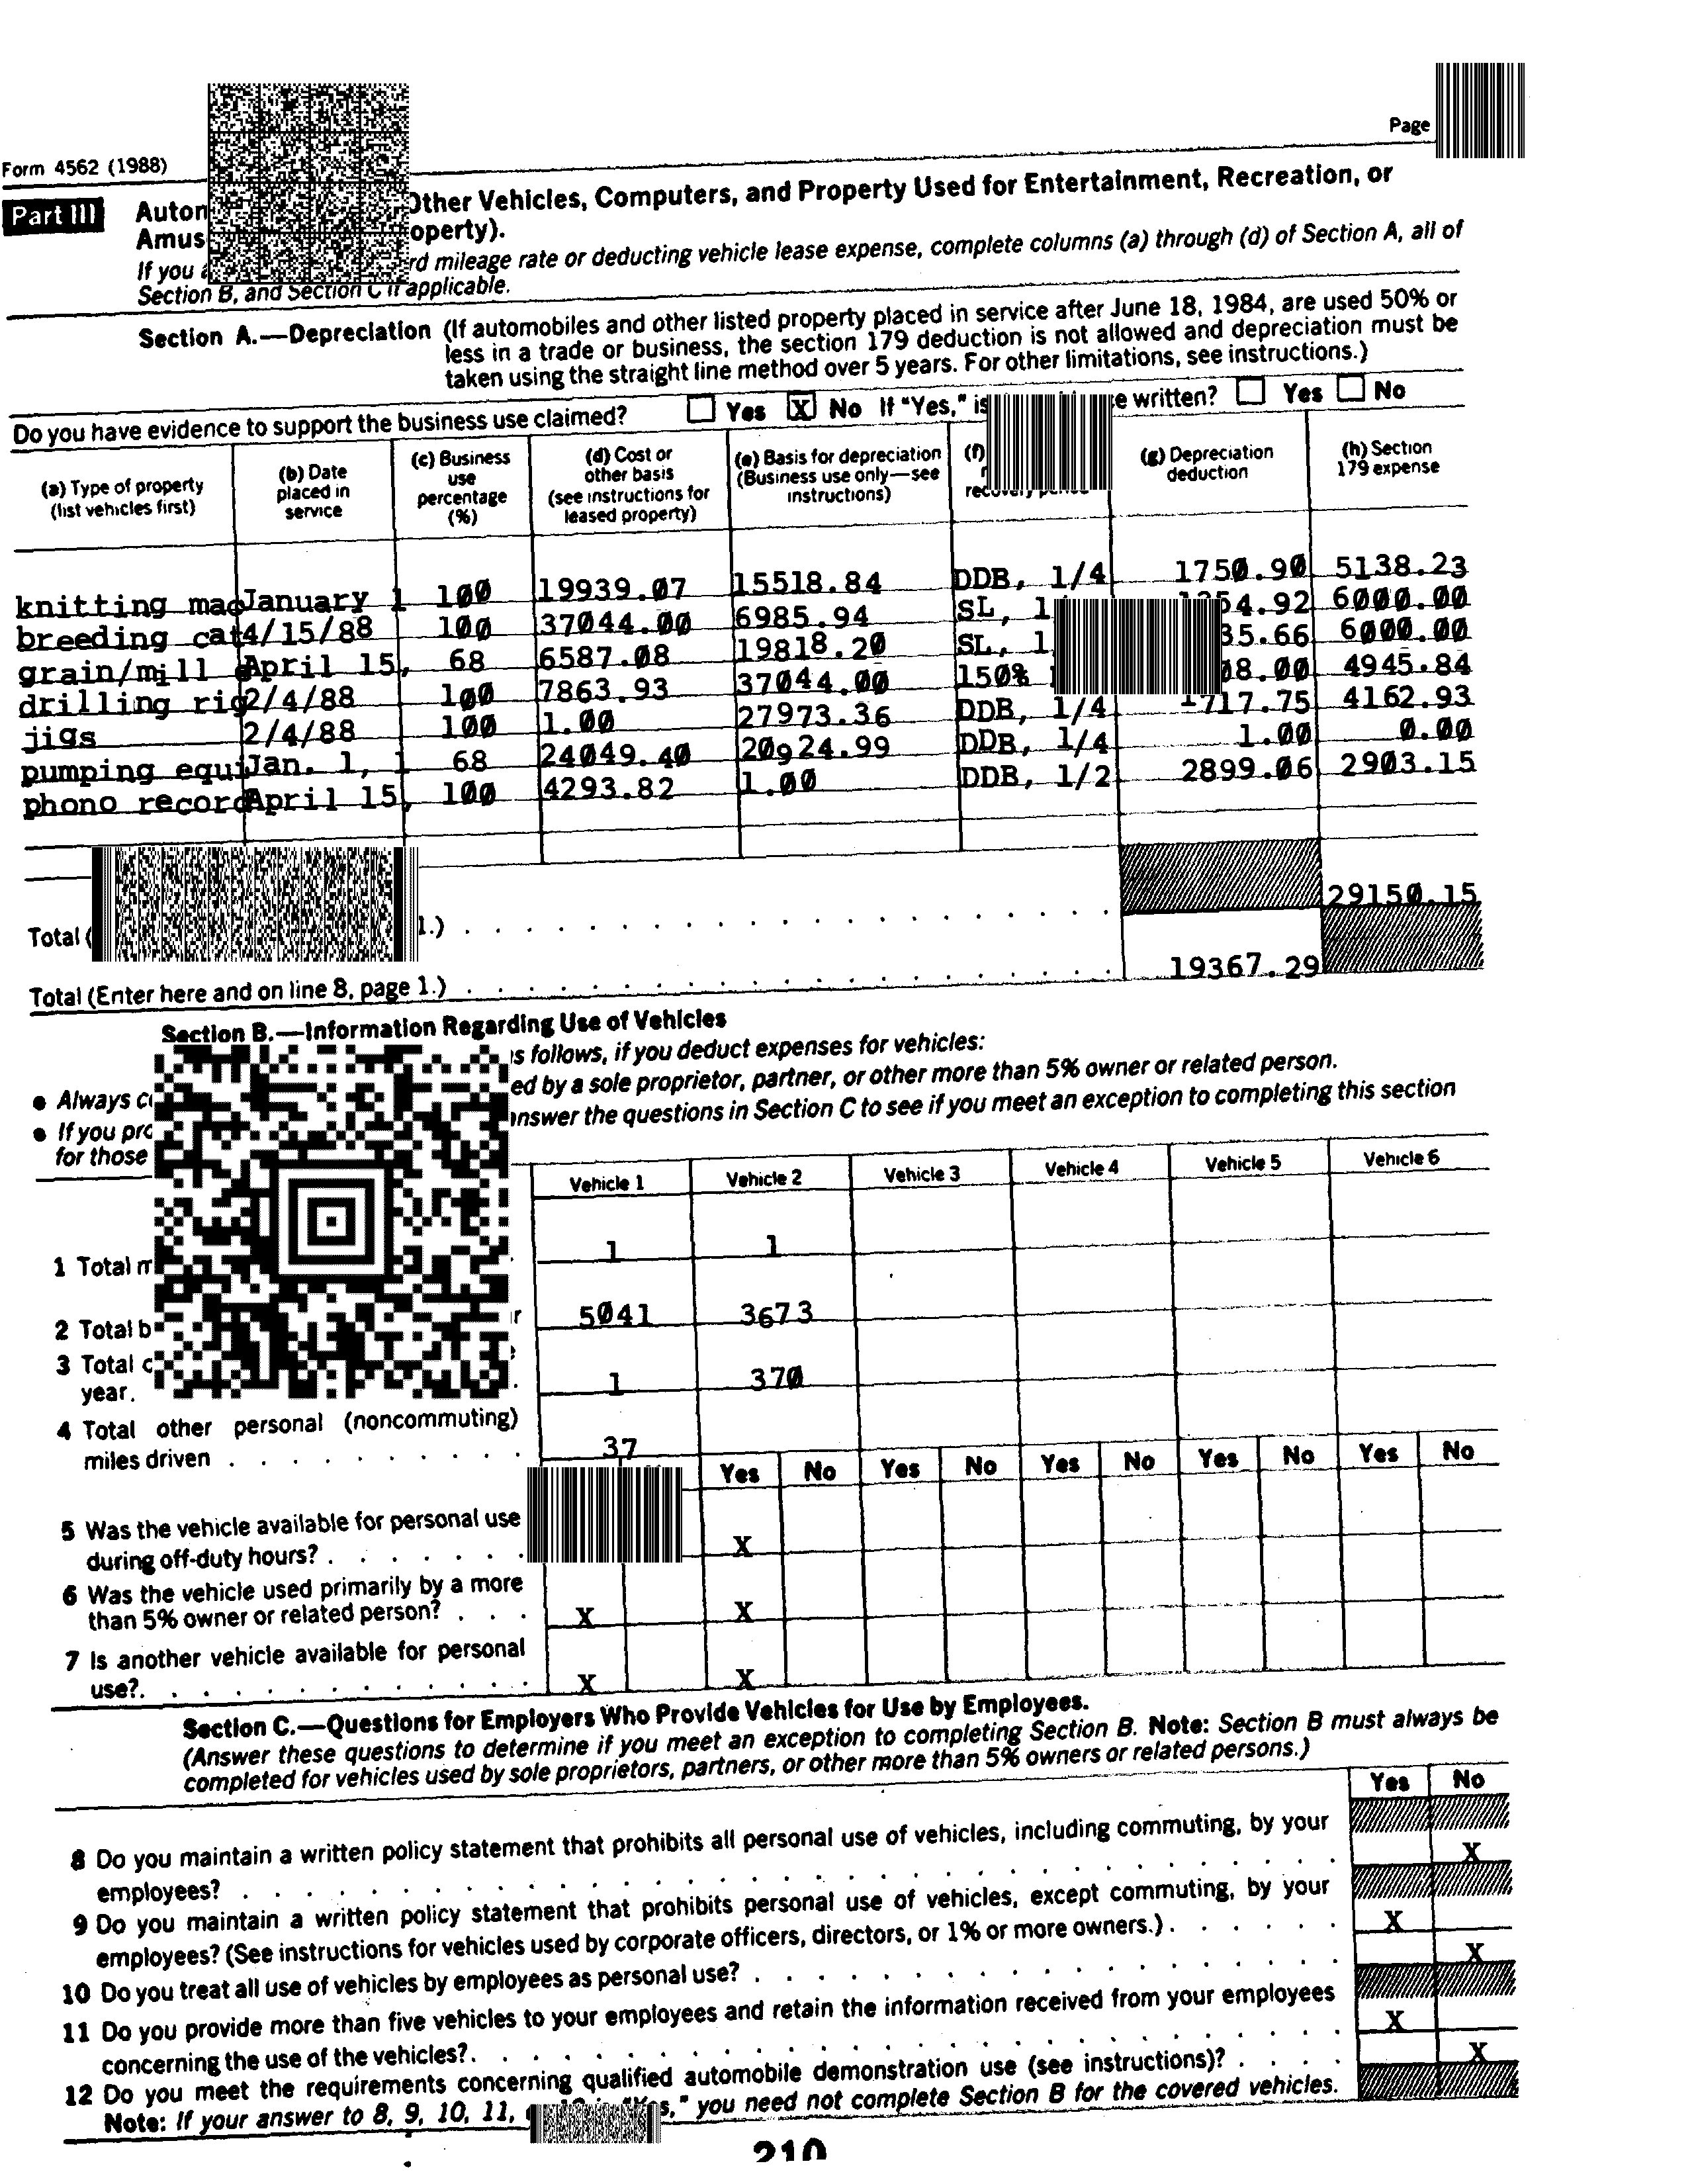 Page
Form 4562 (1988)
Part III Auton Other Vehicles, Computers, and Property Used for Entertainment, Recreation, or
Amus operty).
If you rd mileage rate or deducting vehicle lease expense, complete columns (a) through (d) of Section A, all of
Section B, and Section C if applicable.
Section A.—Depreciation (If automobiles and other listed property placed in service after June 18, 1984, are used 50% or
less in a trade or business, the section 179 deduction is not allowed and depreciation must be
taken using the straight line method over 5 years. For other limitations, see instructions.)
Do you have evidence to support the business use claimed? Yes X No If "Yes," is e written? Yes No
(a) Type of property (list vehicles first) (b) Date placed in service (c) Business use percentage (%) (d) Cost or other basis (see instructions for leased property) (e) Basis for depreciation (Business use only—see instructions) (f) recovery period (g) Depreciation deduction (h) Section 179 expense
knitting mac January 1 100 19939.07 15518.84 DDB, 1/4 1750.90 5138.23
breeding cat 4/15/88 100 37044.00 6985.94 SL, 1 54.92 6000.00
grain/mill e April 15, 68 6587.08 19818.20 SL, 1 35.66 6000.00
drilling rig 2/4/88 100 7863.93 37044.00 150% 08.00 4945.84
jigs 2/4/88 100 1.00 27973.36 DDB, 1/4 1717.75 4162.93
pumping equi Jan. 1, 1 68 24049.40 20924.99 DDB, 1/4 1.00 0.00
phono record April 15, 100 4293.82 1.00 DDB, 1/2 2899.06 2903.15
29150.15
Total ( 1.)
Total (Enter here and on line 8, page 1.) 19367.29
Section B.—Information Regarding Use of Vehicles
s follows, if you deduct expenses for vehicles:
● Always c ed by a sole proprietor, partner, or other more than 5% owner or related person.
● If you pro answer the questions in Section C to see if you meet an exception to completing this section
for those
Vehicle 1 Vehicle 2 Vehicle 3 Vehicle 4 Vehicle 5 Vehicle 6
1 Total m 1 1
2 Total b 5041 3673
3 Total c
year. 1 370
4 Total other personal (noncommuting)
miles driven 37
Yes No Yes No Yes No Yes No Yes No
5 Was the vehicle available for personal use
during off-duty hours? X
6 Was the vehicle used primarily by a more
than 5% owner or related person? X X
7 Is another vehicle available for personal
use? X X
Section C.—Questions for Employers Who Provide Vehicles for Use by Employees.
(Answer these questions to determine if you meet an exception to completing Section B. Note: Section B must always be
completed for vehicles used by sole proprietors, partners, or other more than 5% owners or related persons.)
Yes No
8 Do you maintain a written policy statement that prohibits all personal use of vehicles, including commuting, by your
employees? X
9 Do you maintain a written policy statement that prohibits personal use of vehicles, except commuting, by your
employees? (See instructions for vehicles used by corporate officers, directors, or 1% or more owners.) X
10 Do you treat all use of vehicles by employees as personal use? X
11 Do you provide more than five vehicles to your employees and retain the information received from your employees
concerning the use of the vehicles? X
12 Do you meet the requirements concerning qualified automobile demonstration use (see instructions)? X
Note: If your answer to 8, 9, 10, 11, "Yes," you need not complete Section B for the covered vehicles.
210